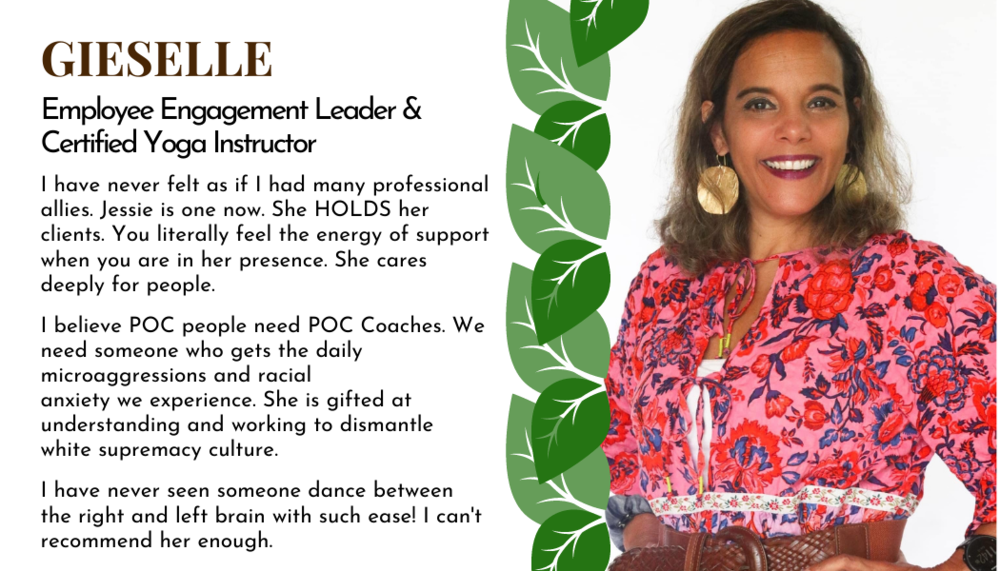 GIESELLE
Employee Engagement Leader &
Certified Yoga Instructor
I have never felt as if I had many professional
allies. Jessie is one now. She HOLDS her
clients. You literally feel the energy of support
when you are in her presence. She cares
deeply for people.
I believe POC people need POC Coaches. We
need someone who gets the daily
microaggressions and racial
anxiety we experience. She is gifted at
understanding and working to dismantle
white supremacy culture.
I have never seen someone dance between
the right and left brain with such ease! I can't
recommend her enough.